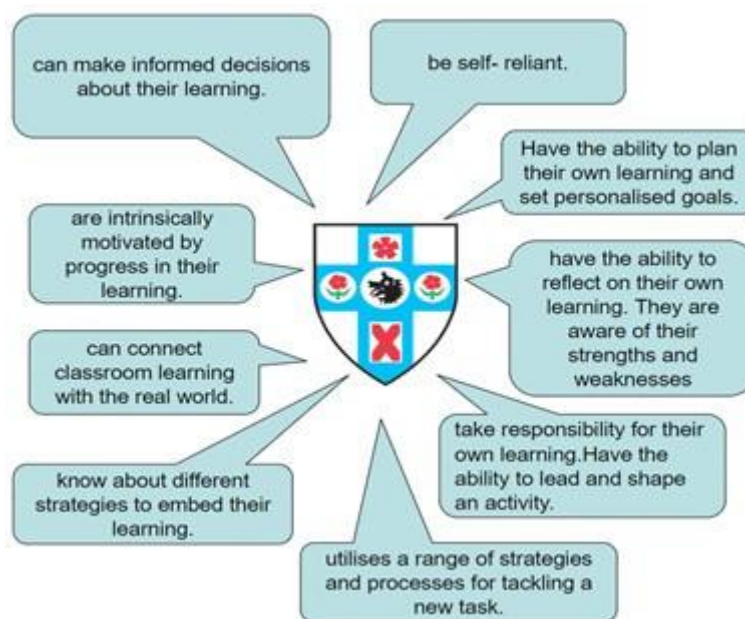 can make informed decisions
about their learning.
be self- reliant.
Have the ability to plan
their own learning and
set personalised goals.
are intrinsically
motivated by
progress in their
learning.
have the ability to
reflect on their own
learning. They are
aware of their
strengths and
weaknesses
can connect
classroom learning
with the real world.
take responsibility for their
own learning.Have the
ability to lead and shape
an activity.
know about different
strategies to embed their
learning.
utilises a range of strategies
and processes for tackling a
new task.